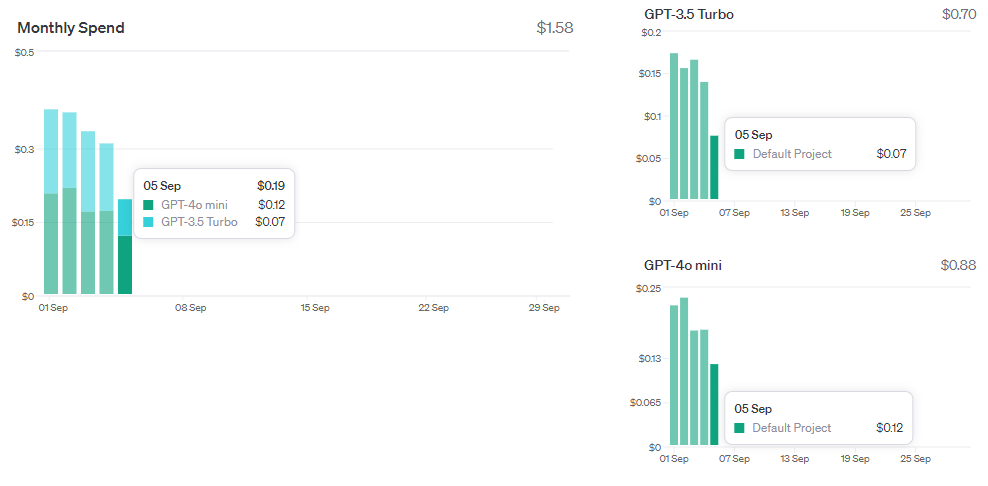 Monthly Spend $1.58
$0.5
$0.3
$0.15
$0
05 Sep $0.19
GPT-4o mini $0.12
GPT-3.5 Turbo $0.07
01 Sep 08 Sep 15 Sep 22 Sep 29 Sep
GPT-3.5 Turbo $0.70
$0.2
$0.15
$0.1
$0.05
$0
05 Sep
Default Project $0.07
01 Sep 07 Sep 13 Sep 19 Sep 25 Sep
GPT-4o mini $0.88
$0.25
$0.13
$0.065
$0
05 Sep
Default Project $0.12
01 Sep 07 Sep 13 Sep 19 Sep 25 Sep